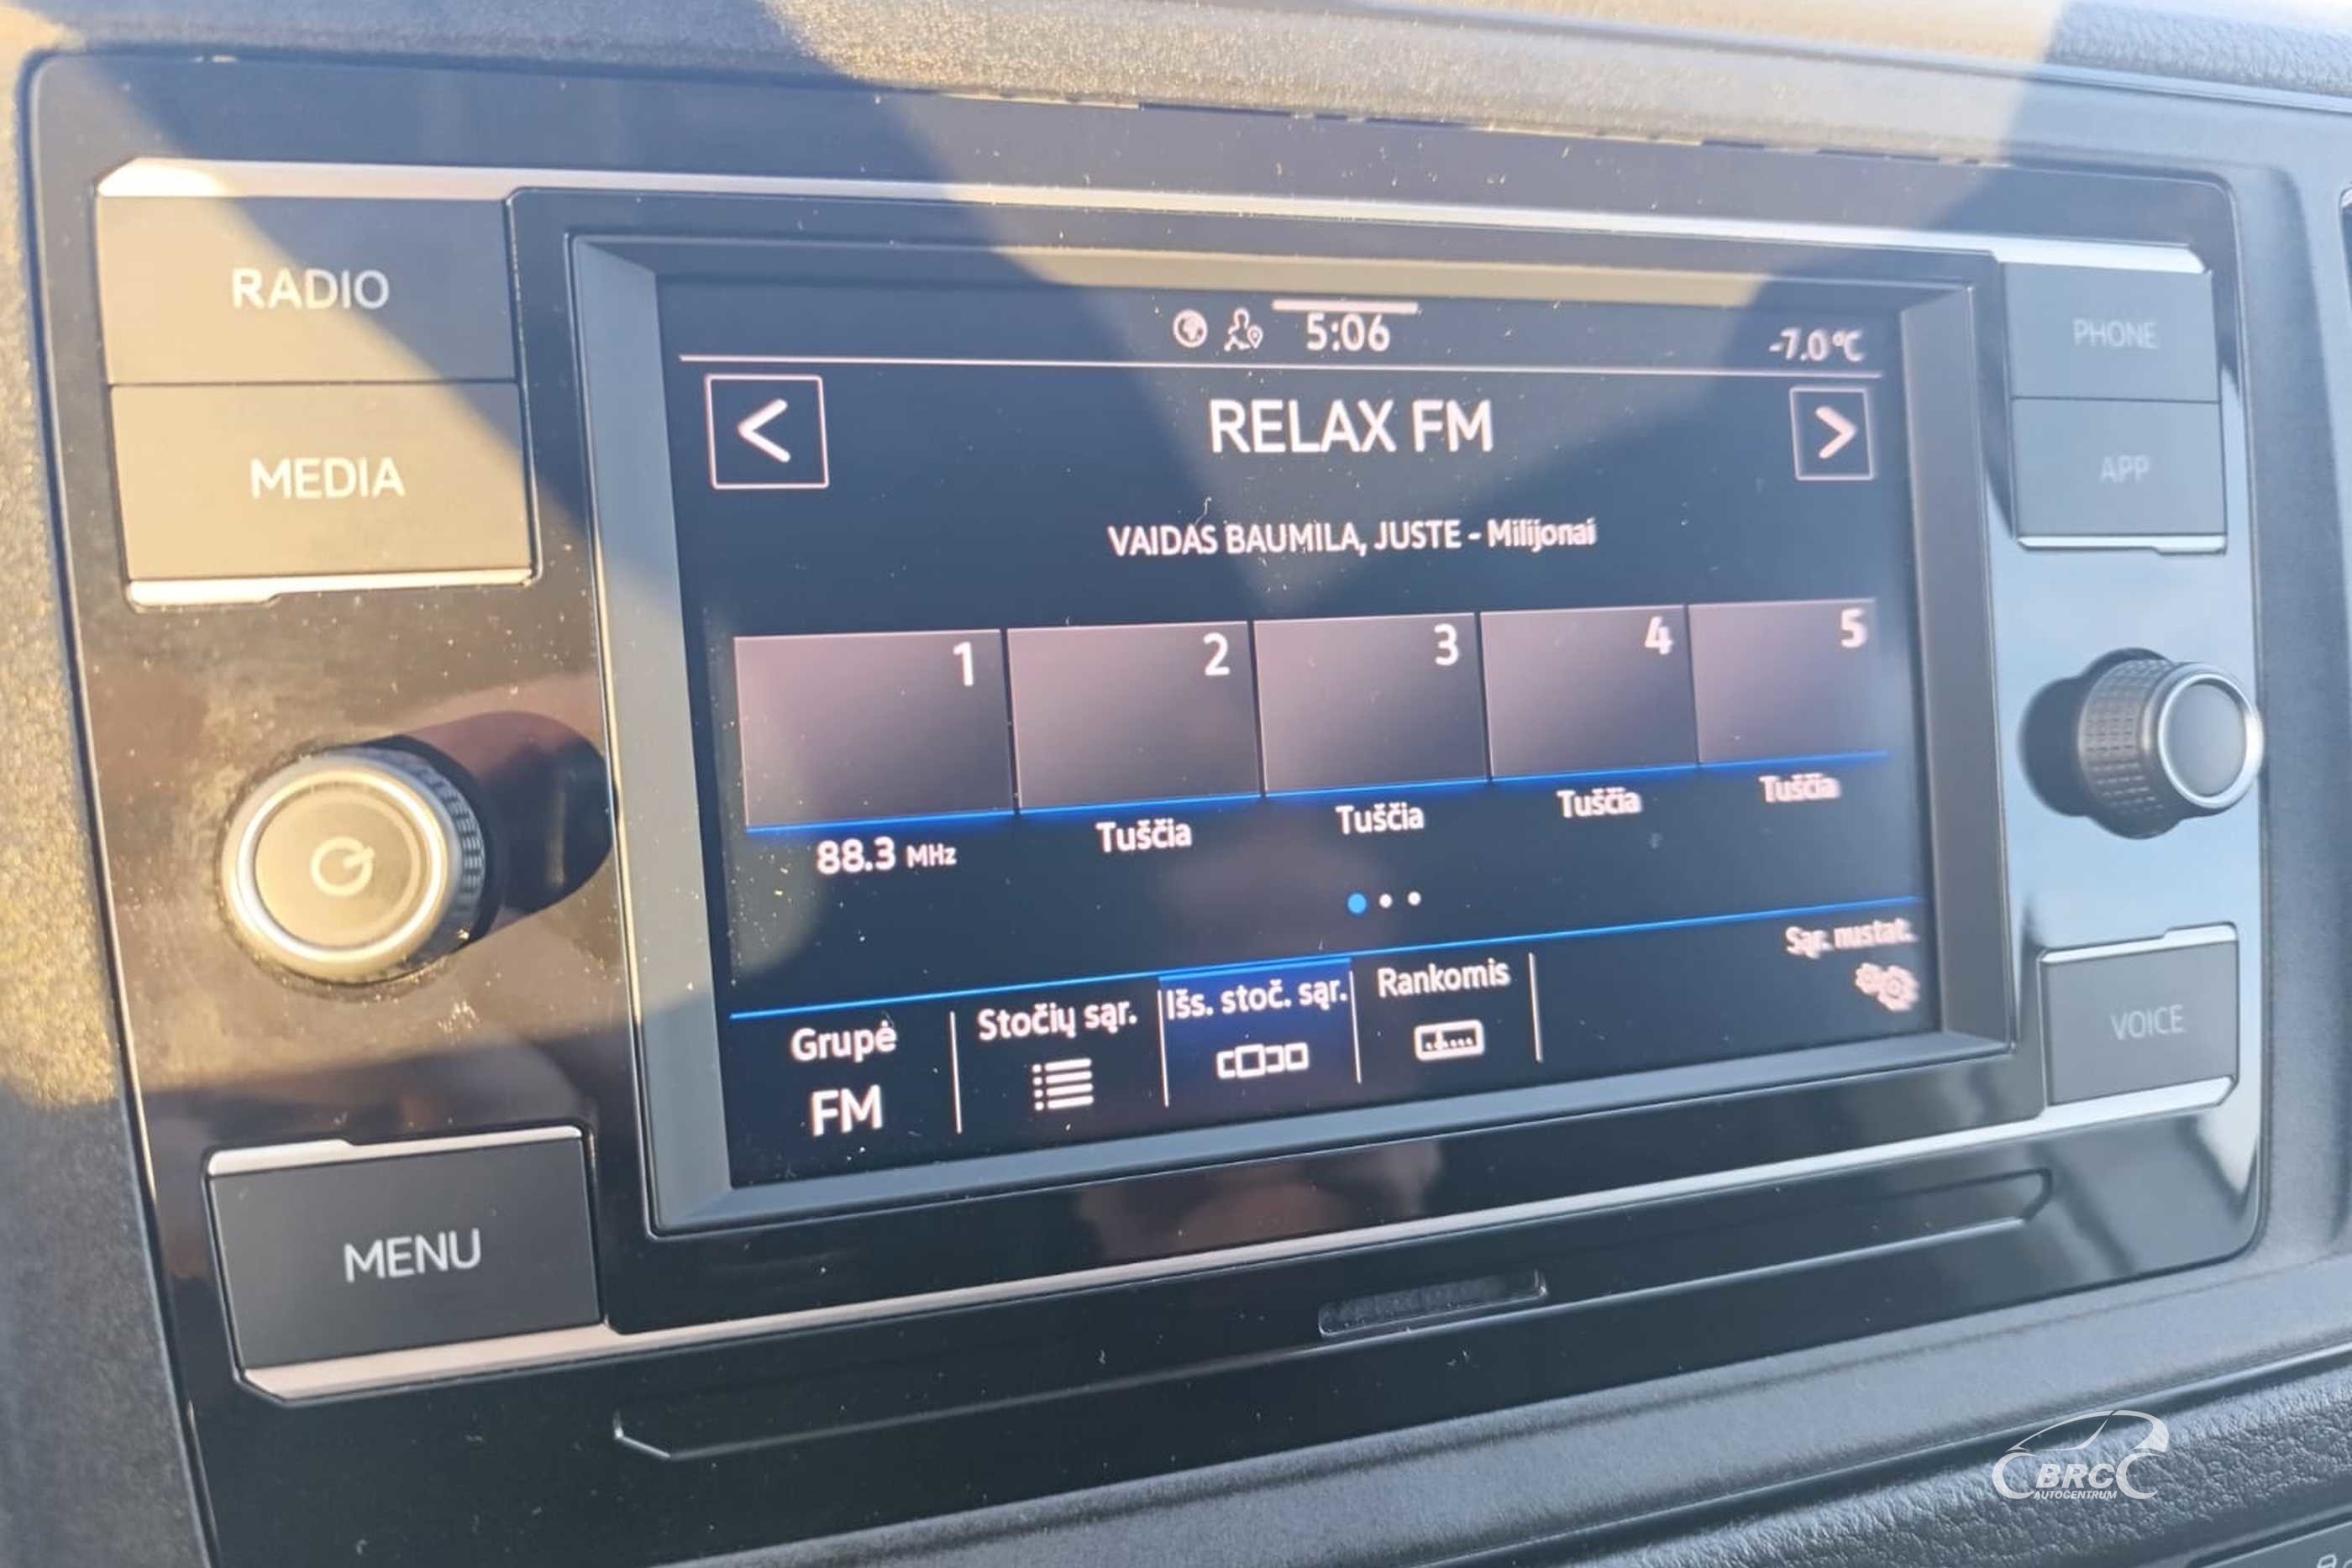 RADIO
MEDIA
MENU
PHONE
APP
VOICE
5:06
-7.0°C
RELAX FM
VAIDAS BAUMILA, JUSTE - Milijonai
1
2
3
4
5
88.3 MHz
Tuščia
Tuščia
Tuščia
Tuščia
Grupė
FM
Stočių sąr.
Išs. stoč. sąr.
Rankomis
Sąr. nustat.
BRC
AUTOCENTRUM